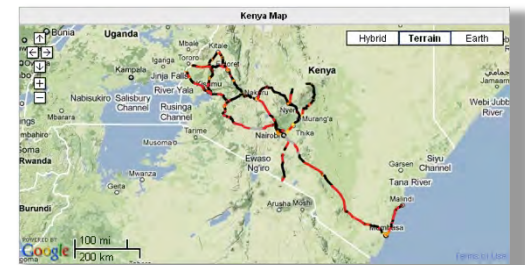 Kenya Map
Bunia
Uganda
Mbale
Kitale
Hybrid
Terrain
Earth
Iganga
Tororo
Kampala
Jinja
Kenya
River Yala
Nabisukiro
Salisbury
Channel
Rusinga
Channel
Nakuru
Nyeri
Murang'a
Mbarara
Webi Jubb
River
Tarime
Nairobi
Thika
Musoma
Rwanda
Ewaso
Ng'iro
Garsen
Siyu
Channel
Mwanza
Tana River
Geita
Arusha
Moshi
Malindi
Burundi
Mombasa
POWERED BY
Google
100 mi
200 km
Terms of Use